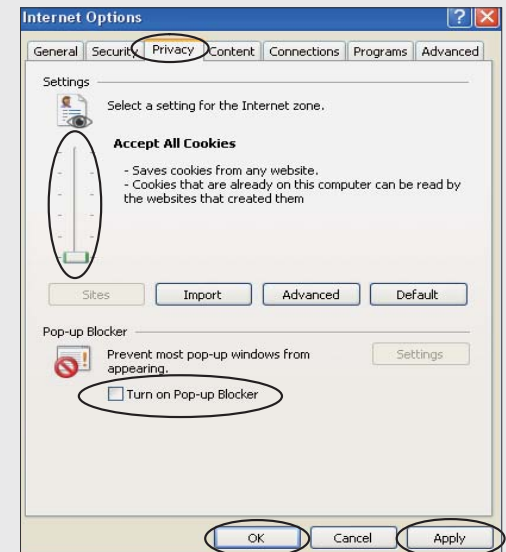 Internet Options
General Security Privacy Content Connections Programs Advanced
Settings
Select a setting for the Internet zone.
Accept All Cookies
- Saves cookies from any website.
- Cookies that are already on this computer can be read by
the websites that created them
Sites Import Advanced Default
Pop-up Blocker
Prevent most pop-up windows from
appearing.
Settings
Turn on Pop-up Blocker
OK Cancel Apply